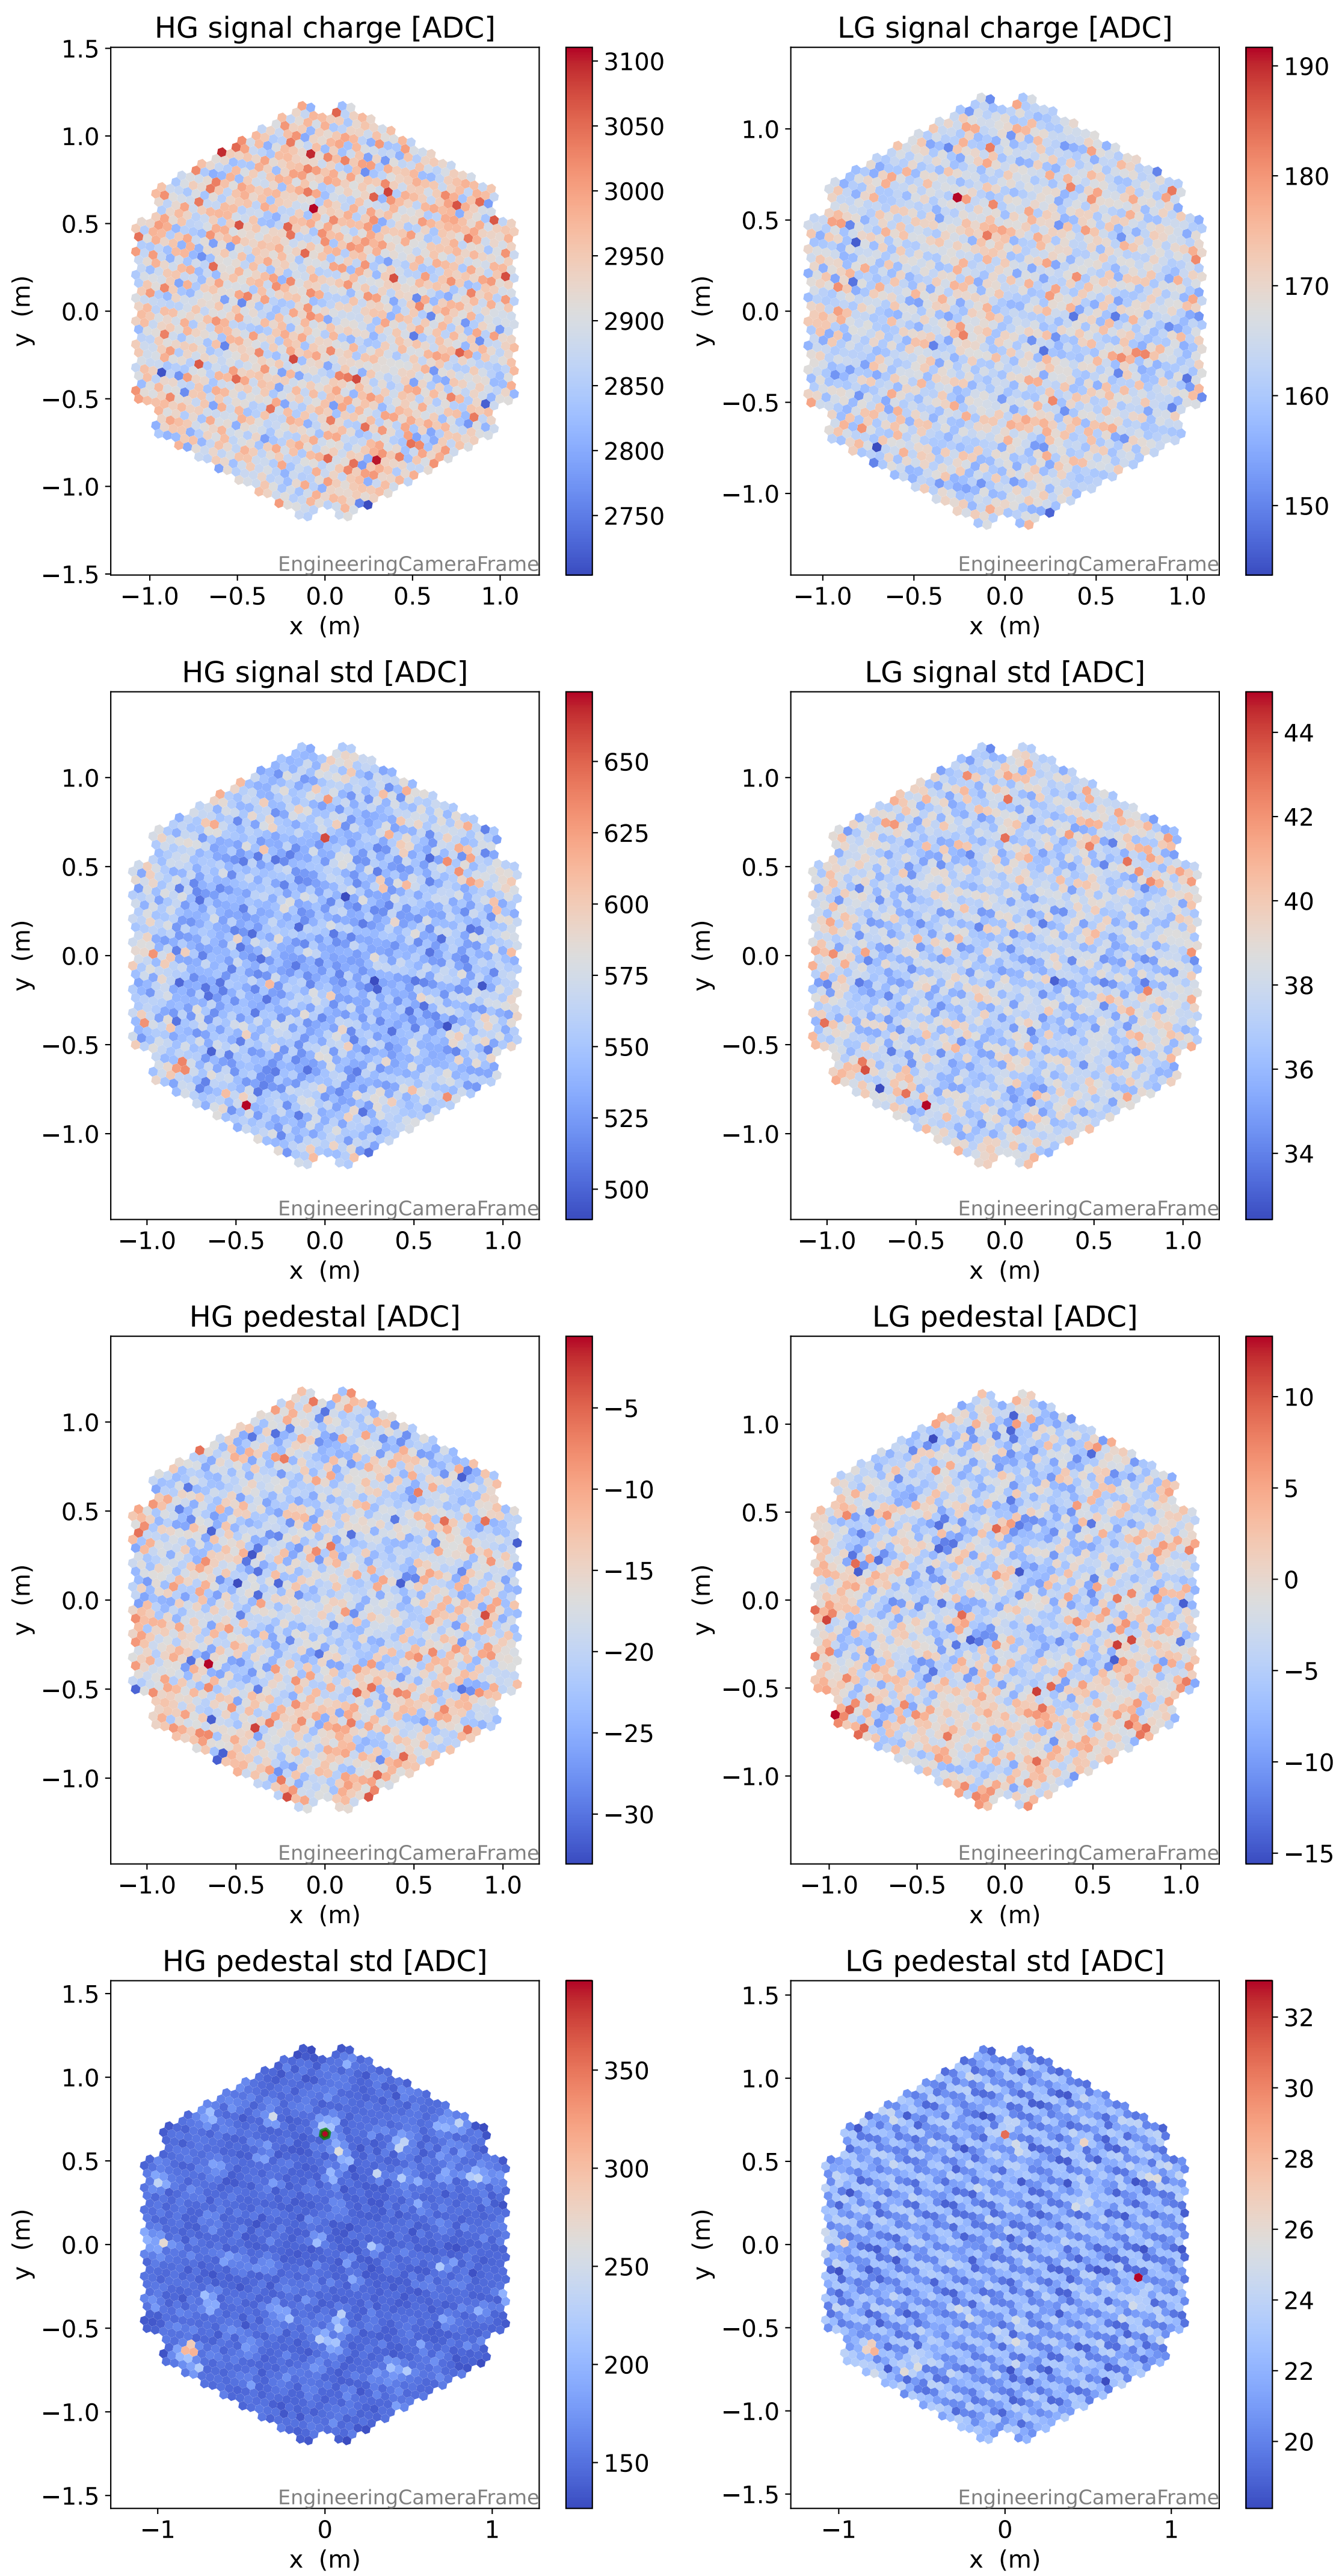 HG signal charge [ADC]
1.5
1.0
0.5
0.0
−0.5
−1.0
−1.5
y (m)
−1.0 −0.5 0.0 0.5 1.0
x (m)
EngineeringCameraFrame
3100
3050
3000
2950
2900
2850
2800
2750
LG signal charge [ADC]
1.0
0.5
0.0
−0.5
−1.0
y (m)
−1.0 −0.5 0.0 0.5 1.0
x (m)
EngineeringCameraFrame
190
180
170
160
150
HG signal std [ADC]
1.0
0.5
0.0
−0.5
−1.0
y (m)
−1.0 −0.5 0.0 0.5 1.0
x (m)
EngineeringCameraFrame
650
625
600
575
550
525
500
LG signal std [ADC]
1.0
0.5
0.0
−0.5
−1.0
y (m)
−1.0 −0.5 0.0 0.5 1.0
x (m)
EngineeringCameraFrame
44
42
40
38
36
34
HG pedestal [ADC]
1.0
0.5
0.0
−0.5
−1.0
y (m)
−1.0 −0.5 0.0 0.5 1.0
x (m)
EngineeringCameraFrame
−5
−10
−15
−20
−25
−30
LG pedestal [ADC]
1.0
0.5
0.0
−0.5
−1.0
y (m)
−1.0 −0.5 0.0 0.5 1.0
x (m)
EngineeringCameraFrame
10
5
0
−5
−10
−15
HG pedestal std [ADC]
1.5
1.0
0.5
0.0
−0.5
−1.0
−1.5
y (m)
−1 0 1
x (m)
EngineeringCameraFrame
350
300
250
200
150
LG pedestal std [ADC]
1.5
1.0
0.5
0.0
−0.5
−1.0
−1.5
y (m)
−1 0 1
x (m)
EngineeringCameraFrame
32
30
28
26
24
22
20